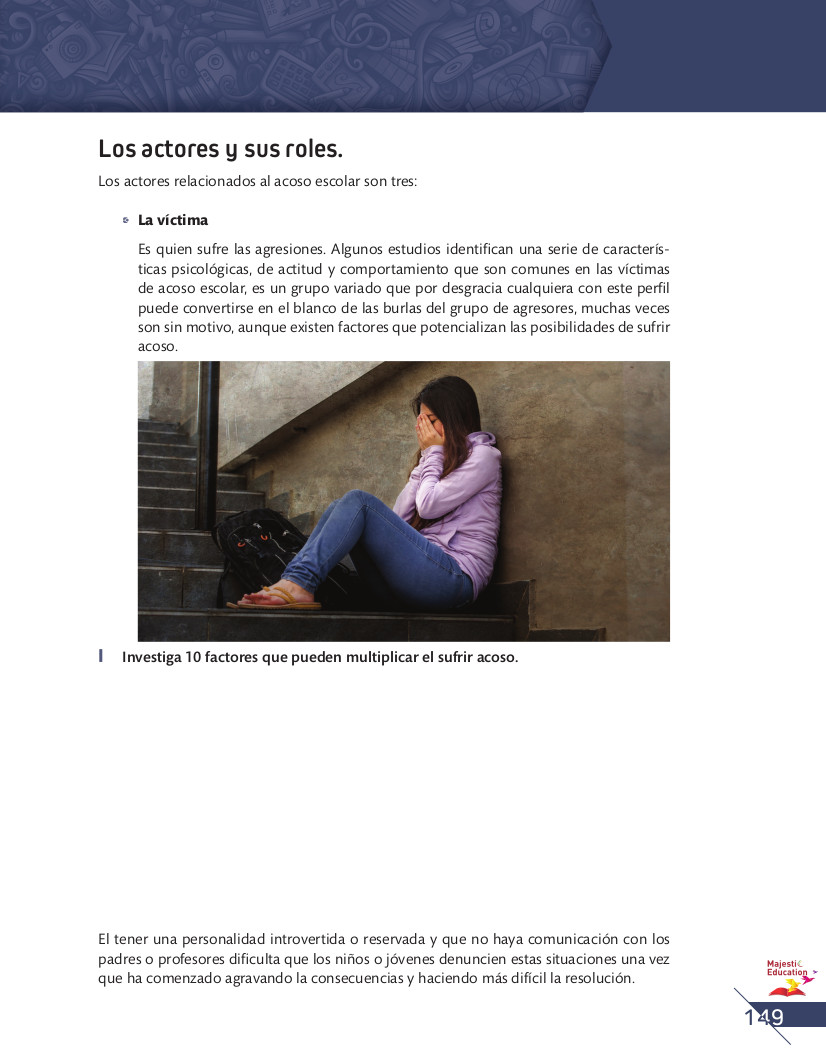 Los actores y sus roles.
Los actores relacionados al acoso escolar son tres:
La víctima
Es quien sufre las agresiones. Algunos estudios identifican una serie de caracterís-
ticas psicológicas, de actitud y comportamiento que son comunes en las víctimas
de acoso escolar, es un grupo variado que por desgracia cualquiera con este perfil
puede convertirse en el blanco de las burlas del grupo de agresores, muchas veces
son sin motivo, aunque existen factores que potencializan las posibilidades de sufrir
acoso.
I Investiga 10 factores que pueden multiplicar el sufrir acoso.
El tener una personalidad introvertida o reservada y que no haya comunicación con los
padres o profesores dificulta que los niños o jóvenes denuncien estas situaciones una vez
que ha comenzado agravando la consecuencias y haciendo más difícil la resolución.
Majestic
Education
149